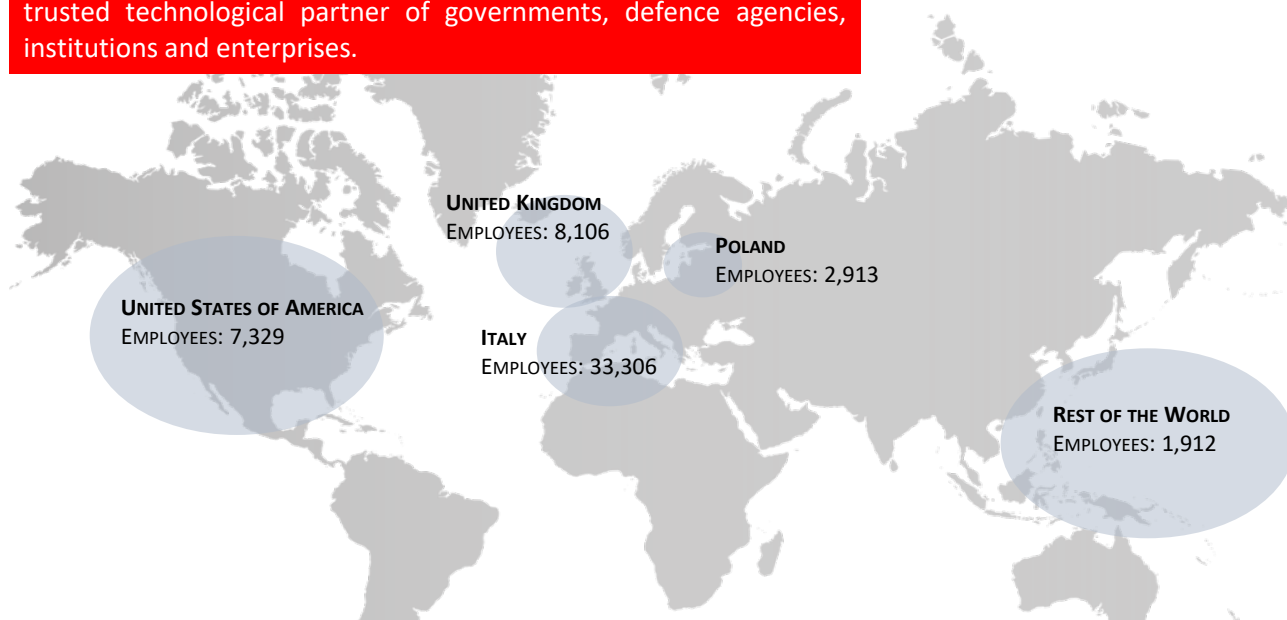 trusted technological partner of governments, defence agencies,
institutions and enterprises.
UNITED KINGDOM
EMPLOYEES: 8,106
POLAND
EMPLOYEES: 2,913
UNITED STATES OF AMERICA
EMPLOYEES: 7,329
ITALY
EMPLOYEES: 33,306
REST OF THE WORLD
EMPLOYEES: 1,912